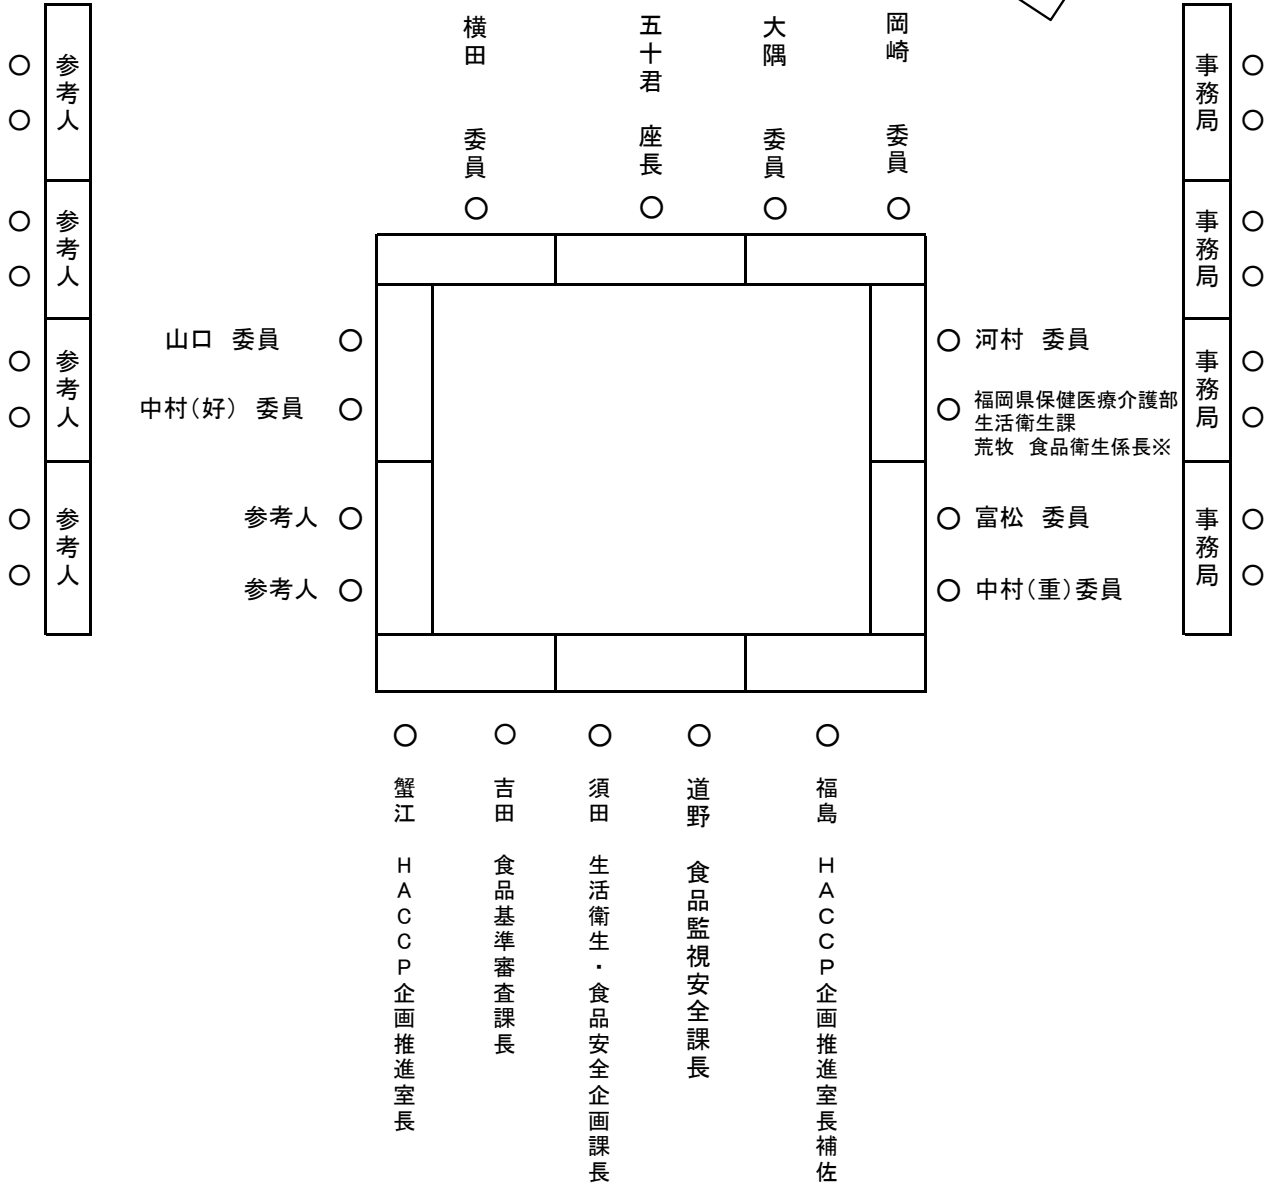 横田 委員
五十君 座長
大隅 委員
岡崎 委員
参考人
参考人
参考人
参考人
山口 委員
中村(好) 委員
参考人
参考人
河村 委員
福岡県保健医療介護部
生活衛生課
荒牧 食品衛生係長※
富松 委員
中村(重)委員
事務局
事務局
事務局
事務局
蟹江 HACCP企画推進室長
吉田 食品基準審査課長
須田 生活衛生・食品安全企画課長
道野 食品監視安全課長
福島 HACCP企画推進室長補佐